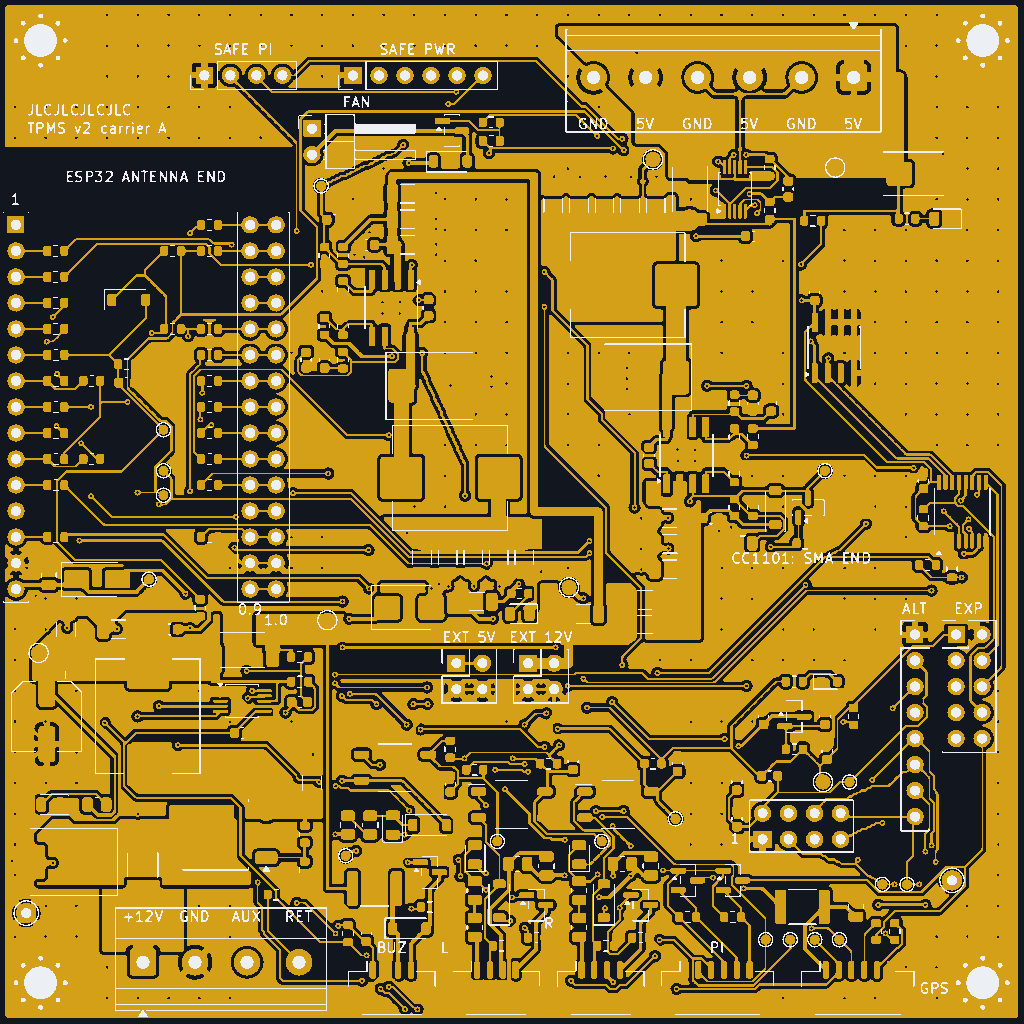 SAFE PI SAFE PWR
FAN
JLCJLCJLCJLC
TPMS v2 carrier A
GND 5V GND 5V GND 5V
ESP32 ANTENNA END
1
CC1101: SMA END
0.9
1.0
ALT EXP
EXT 5V EXT 12V
1
+12V GND AUX RET
BUZ L R PI
GPS